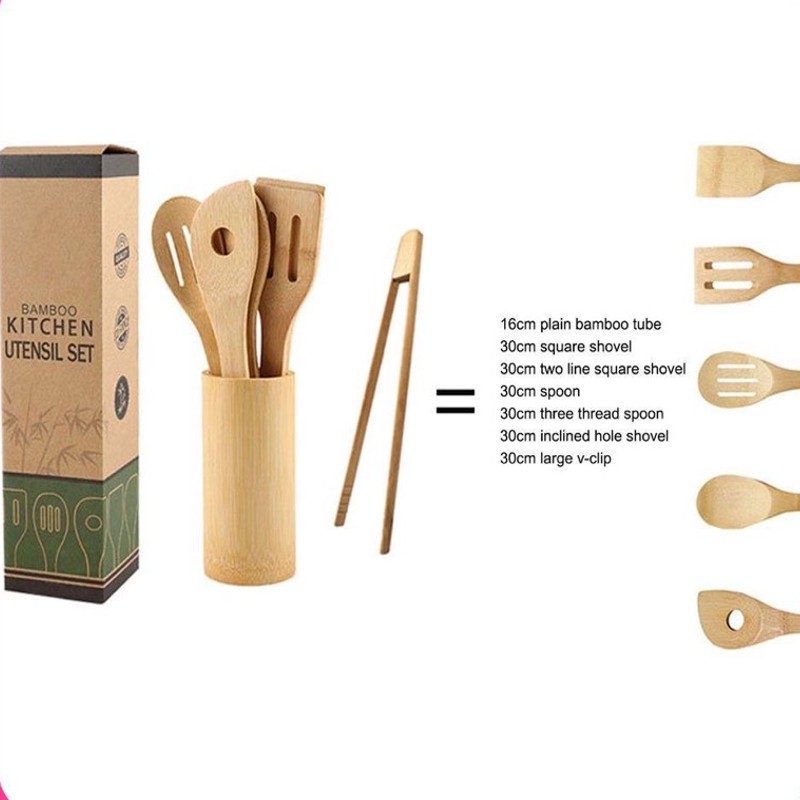 BAMBOO
KITCHEN
UTENSIL SET
QUALITY
16cm plain bamboo tube
30cm square shovel
30cm two line square shovel
30cm spoon
30cm three thread spoon
30cm inclined hole shovel
30cm large v-clip